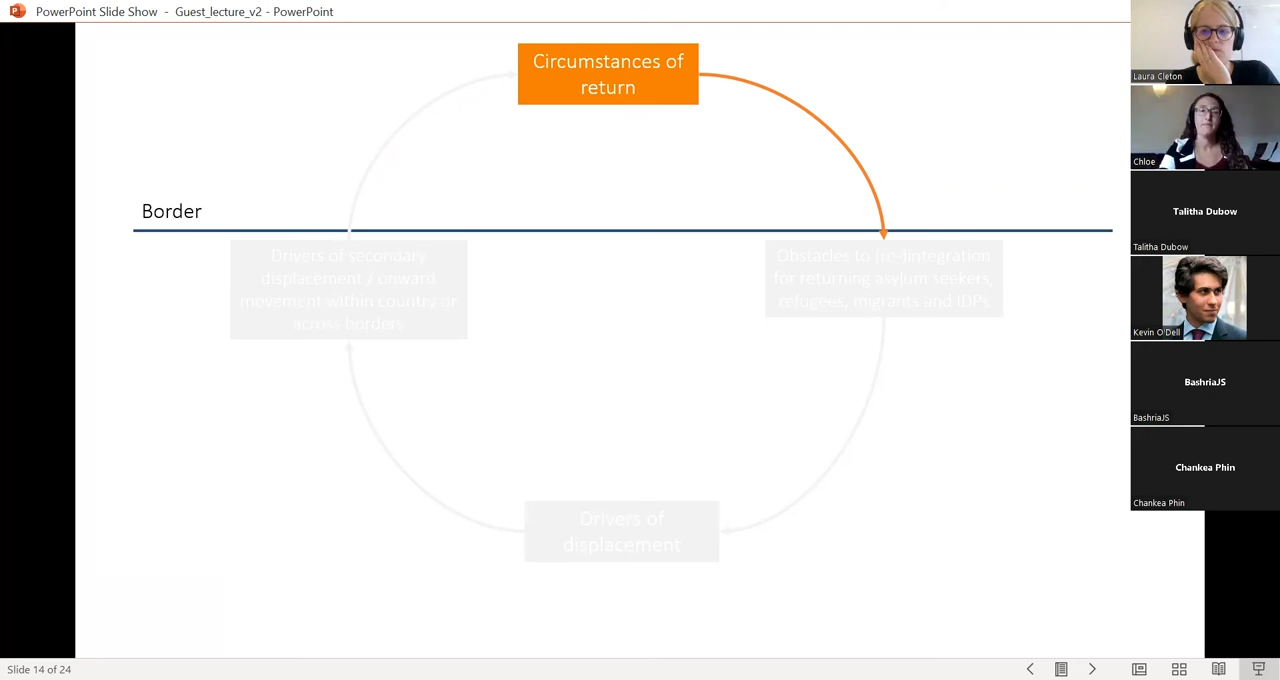 PowerPoint Slide Show - Guest_lecture_v2 - PowerPoint
Circumstances of
return
Border
Drivers of secondary
displacement / onward
movement within country or
across borders
Obstacles to (re-)integration
for returning asylum seekers,
refugees, migrants and IDPs
Drivers of
displacement
Laura Cleton
Chloe
Talitha Dubow
Talitha Dubow
Kevin O'Dell
BashriaJS
BashriaJS
Chankea Phin
Chankea Phin
Slide 14 of 24